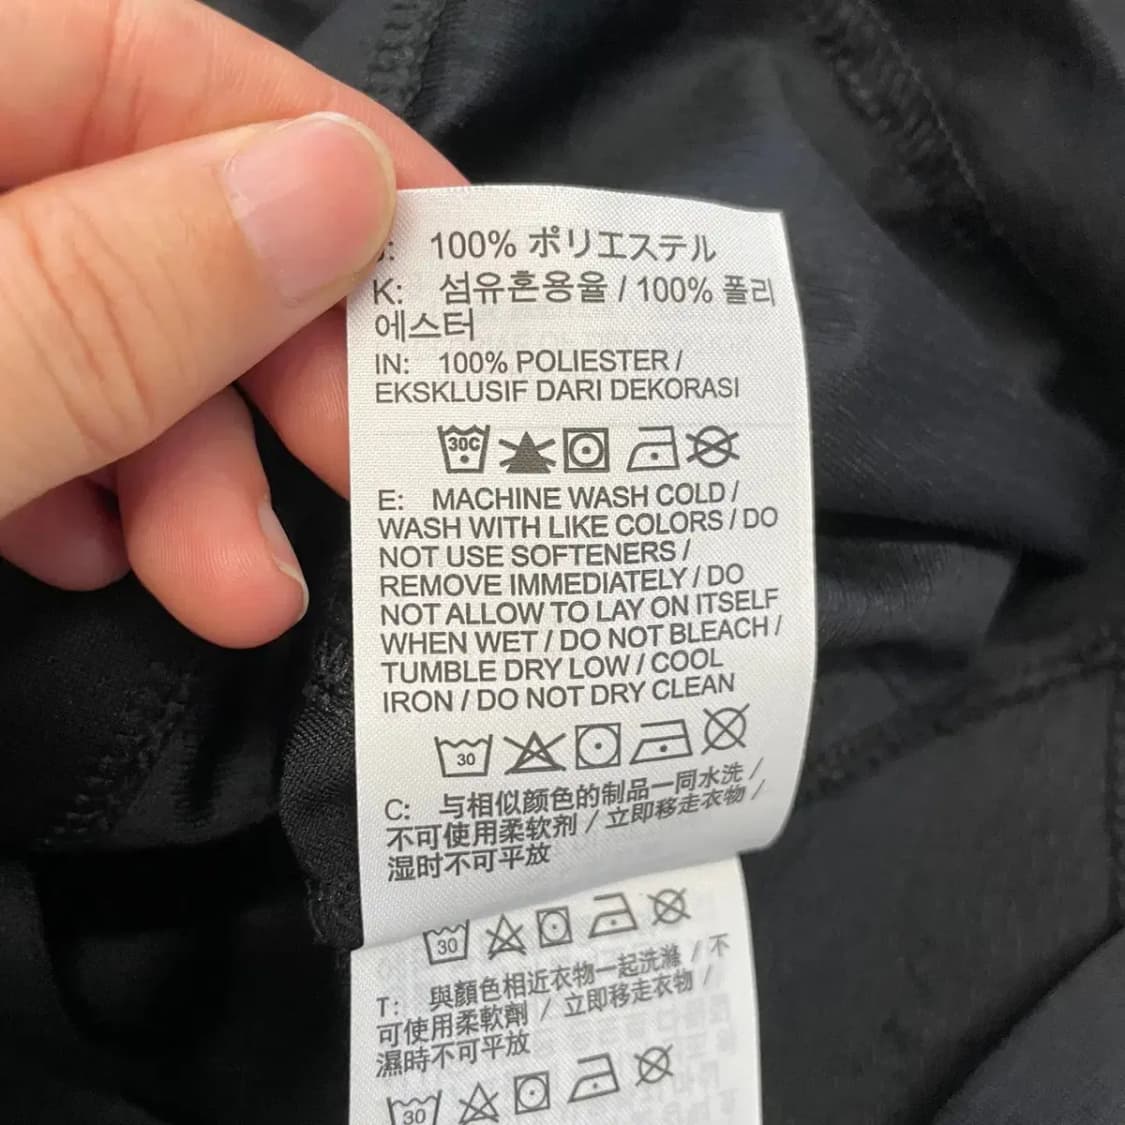 : 100% ポリエステル
K: 섬유혼용율 / 100% 폴리
에스터
IN: 100% POLIESTER /
EKSKLUSIF DARI DEKORASI
30C
E: MACHINE WASH COLD /
WASH WITH LIKE COLORS / DO
NOT USE SOFTENERS /
REMOVE IMMEDIATELY / DO
NOT ALLOW TO LAY ON ITSELF
WHEN WET / DO NOT BLEACH /
TUMBLE DRY LOW / COOL
IRON / DO NOT DRY CLEAN
30
C: 与相似颜色的制品一同水洗 /
不可使用柔软剂 / 立即移走衣物 /
湿时不可平放
30
T: 與顏色相近衣物一起洗滌 / 不
可使用柔軟劑 / 立即移走衣物 /
濕時不可平放
30